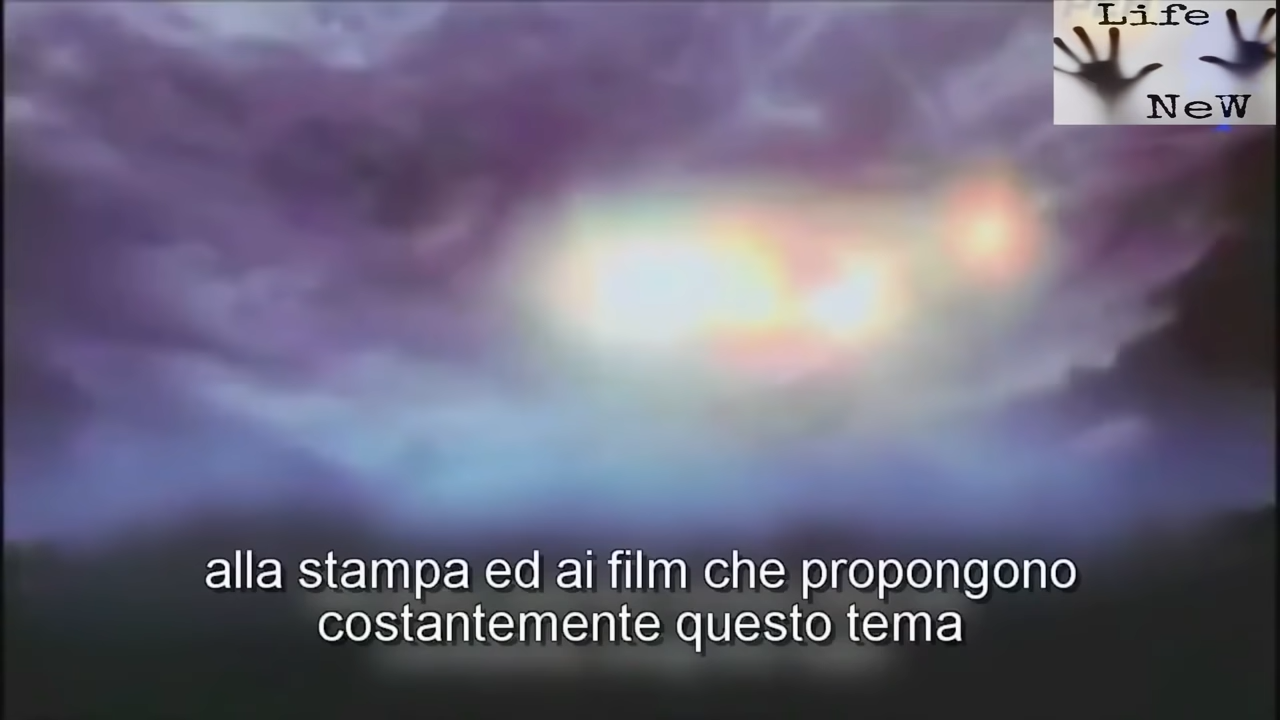 Life
NeW
alla stampa ed ai film che propongono
costantemente questo tema